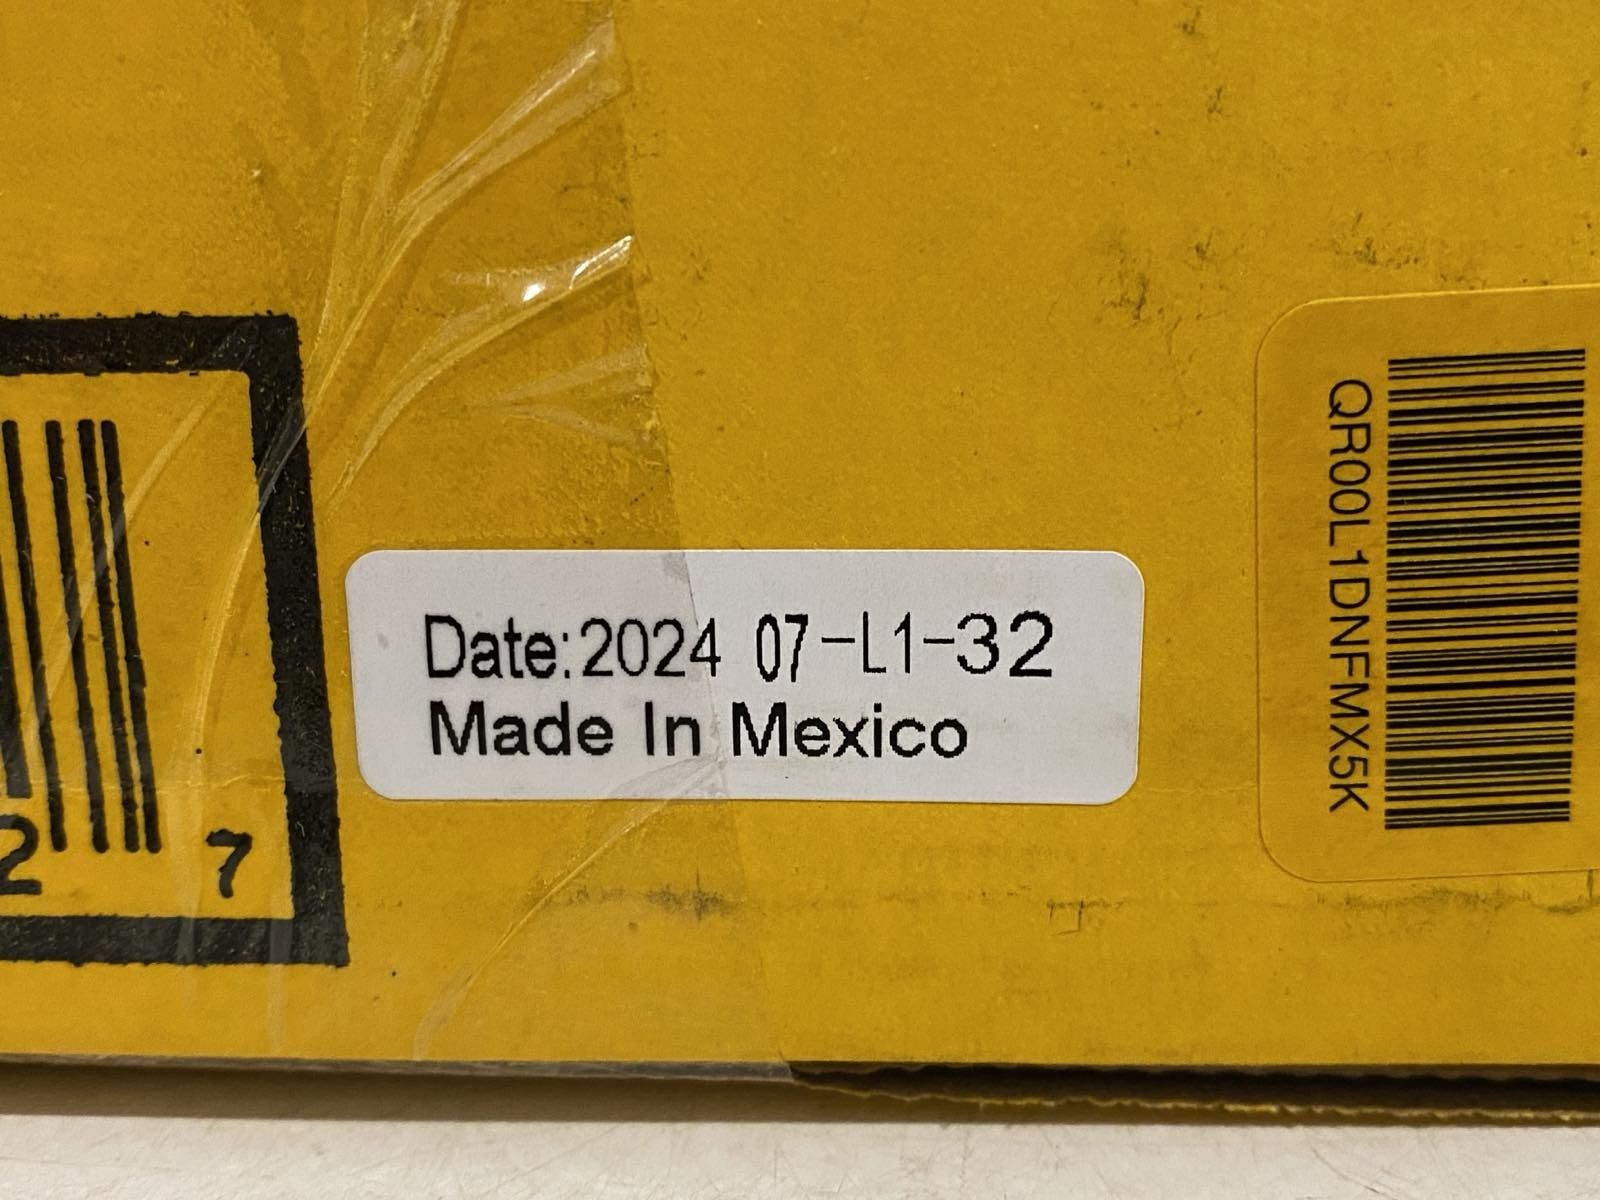 Date:2024 07-L1-32
Made In Mexico
QR00L1DNFMX5K
2 7